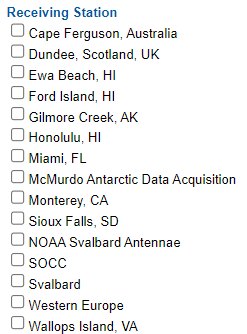 Receiving Station
Cape Ferguson, Australia
Dundee, Scotland, UK
Ewa Beach, HI
Ford Island, HI
Gilmore Creek, AK
Honolulu, HI
Miami, FL
McMurdo Antarctic Data Acquisition
Monterey, CA
Sioux Falls, SD
NOAA Svalbard Antennae
SOCC
Svalbard
Western Europe
Wallops Island, VA